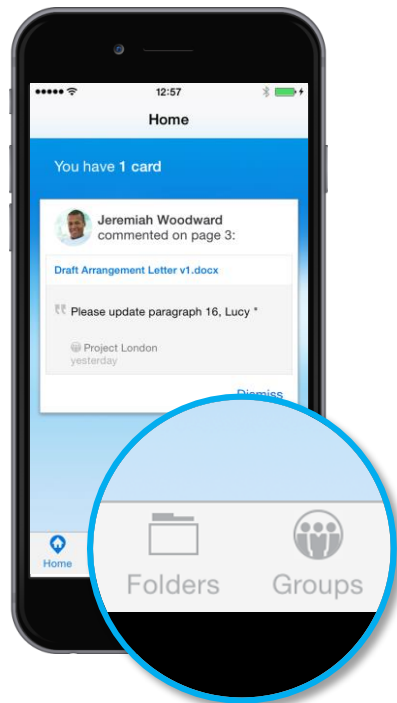 12:57
Home
You have 1 card
Jeremiah Woodward
commented on page 3:
Draft Arrangement Letter v1.docx
Please update paragraph 16, Lucy *
Project London
yesterday
Dismiss
Home
Folders Groups